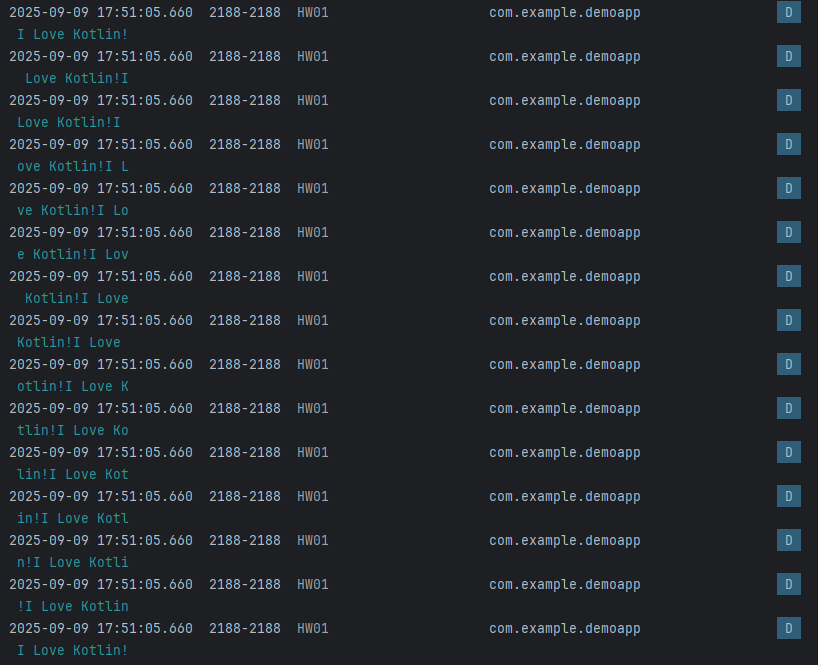 2025-09-09 17:51:05.660 2188-2188 HW01 com.example.demoapp D
I Love Kotlin!
2025-09-09 17:51:05.660 2188-2188 HW01 com.example.demoapp D
 Love Kotlin!I
2025-09-09 17:51:05.660 2188-2188 HW01 com.example.demoapp D
Love Kotlin!I
2025-09-09 17:51:05.660 2188-2188 HW01 com.example.demoapp D
ove Kotlin!I L
2025-09-09 17:51:05.660 2188-2188 HW01 com.example.demoapp D
ve Kotlin!I Lo
2025-09-09 17:51:05.660 2188-2188 HW01 com.example.demoapp D
e Kotlin!I Lov
2025-09-09 17:51:05.660 2188-2188 HW01 com.example.demoapp D
 Kotlin!I Love
2025-09-09 17:51:05.660 2188-2188 HW01 com.example.demoapp D
Kotlin!I Love
2025-09-09 17:51:05.660 2188-2188 HW01 com.example.demoapp D
otlin!I Love K
2025-09-09 17:51:05.660 2188-2188 HW01 com.example.demoapp D
tlin!I Love Ko
2025-09-09 17:51:05.660 2188-2188 HW01 com.example.demoapp D
lin!I Love Kot
2025-09-09 17:51:05.660 2188-2188 HW01 com.example.demoapp D
in!I Love Kotl
2025-09-09 17:51:05.660 2188-2188 HW01 com.example.demoapp D
n!I Love Kotli
2025-09-09 17:51:05.660 2188-2188 HW01 com.example.demoapp D
!I Love Kotlin
2025-09-09 17:51:05.660 2188-2188 HW01 com.example.demoapp D
I Love Kotlin!